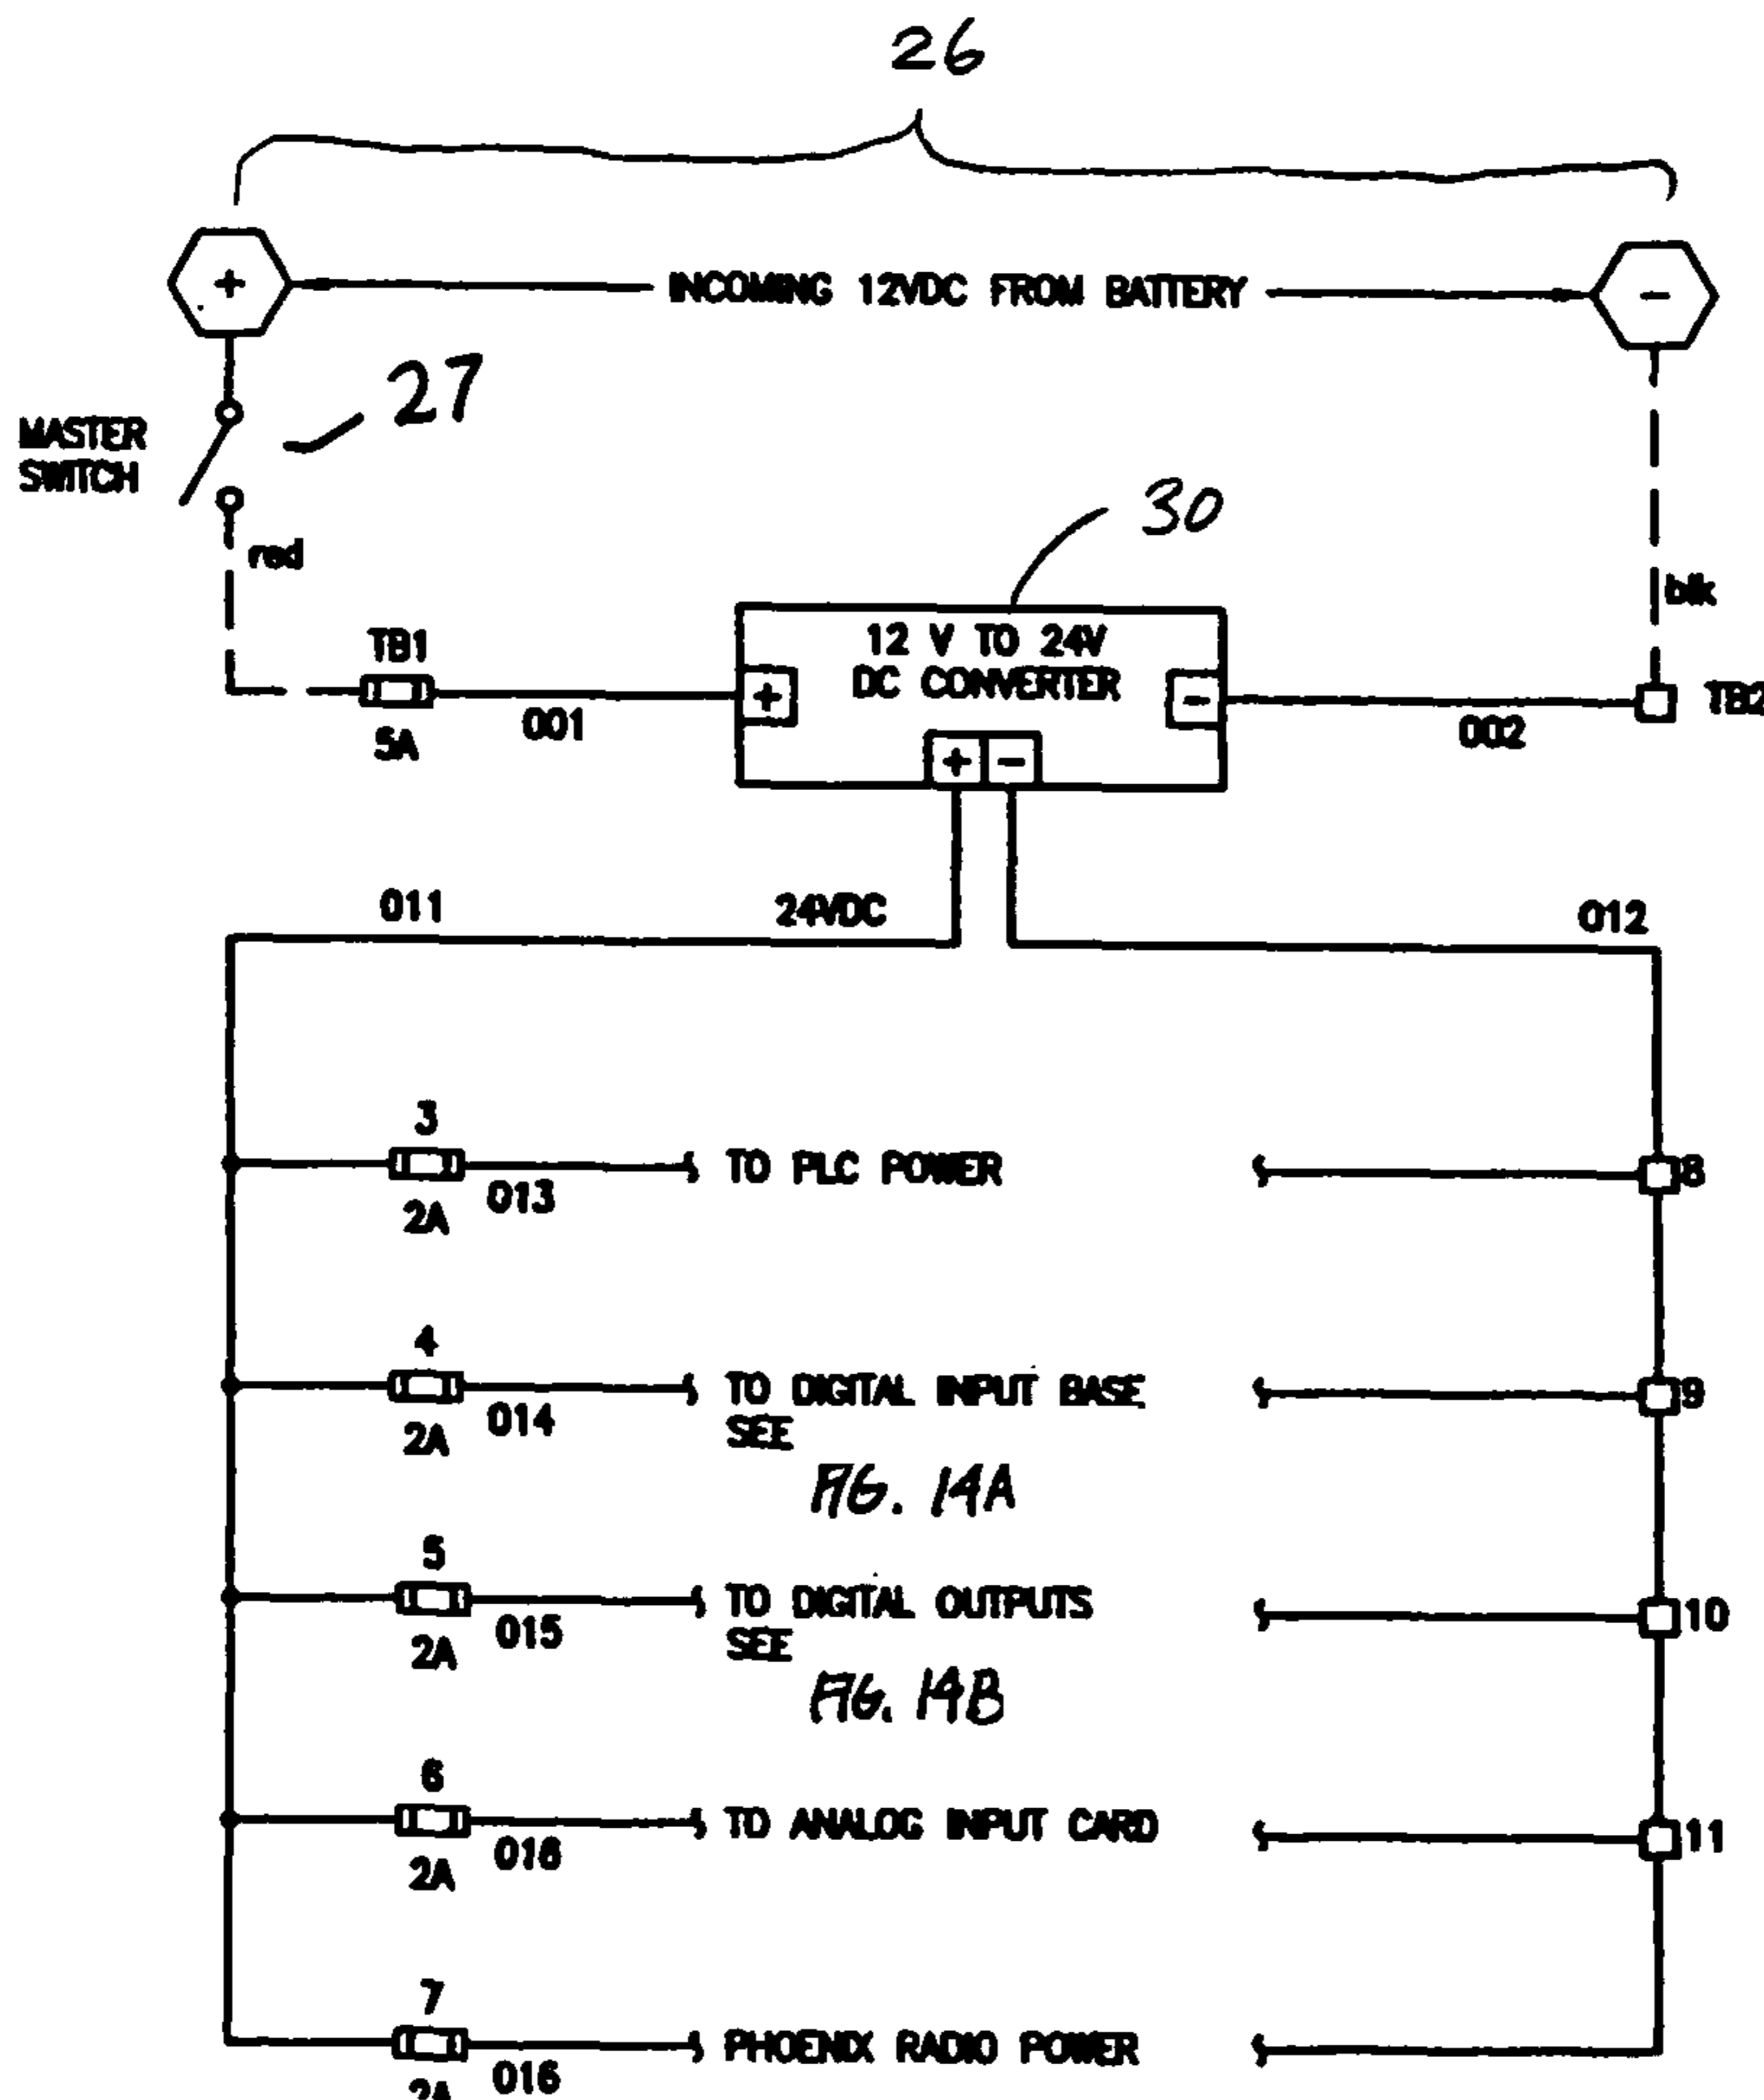 26
+
INCOMING 12VDC FROM BATTERY
-
27
MASTER
SWITCH
red
30
blk
TB1
5A
001
+
12 V TO 24V
DC CONVERTER
-
002
TB2
+ -
011
24VDC
012
3
2A
013
TO PLC POWER
8
4
2A
014
TO DIGITAL INPUT BASE
SEE
FIG. 14A
9
5
2A
015
TO DIGITAL OUTPUTS
SEE
FIG. 14B
10
6
2A
016
TO ANALOG INPUT CARD
11
7
2A
016
PHOENIX RADIO POWER